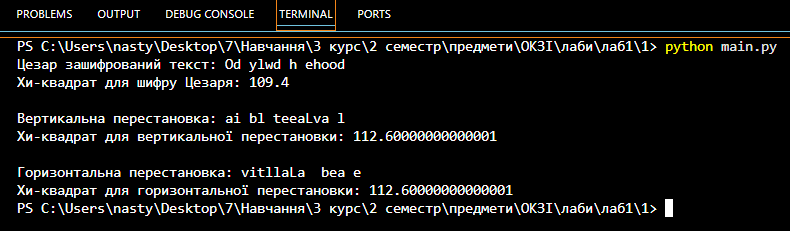 PROBLEMS OUTPUT DEBUG CONSOLE TERMINAL PORTS
PS C:\Users\nasty\Desktop\7\Навчання\3 курс\2 семестр\предмети\ОКЗІ\лаби\лаб1\1> python main.py
Цезар зашифрований текст: Od ylwd h ehood
Хи-квадрат для шифру Цезаря: 109.4
Вертикальна перестановка: ai bl teeaLva l
Хи-квадрат для вертикальної перестановки: 112.60000000000001
Горизонтальна перестановка: vitllaLa  bea e
Хи-квадрат для горизонтальної перестановки: 112.60000000000001
PS C:\Users\nasty\Desktop\7\Навчання\3 курс\2 семестр\предмети\ОКЗІ\лаби\лаб1\1>